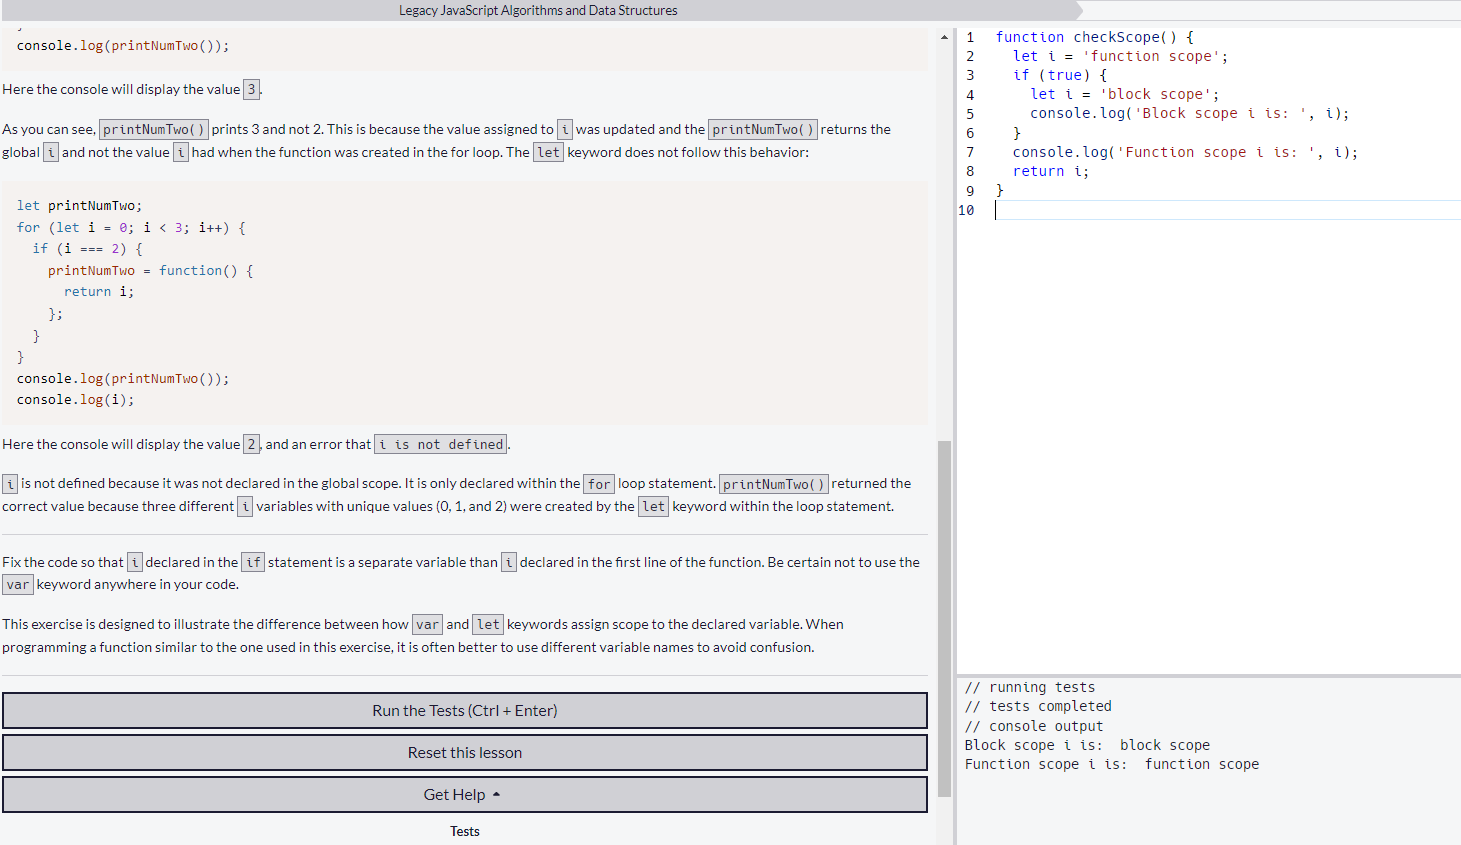 Legacy JavaScript Algorithms and Data Structures
console.log(printNumTwo());
Here the console will display the value 3.
As you can see, printNumTwo() prints 3 and not 2. This is because the value assigned to i was updated and the printNumTwo() returns the
global i and not the value i had when the function was created in the for loop. The let keyword does not follow this behavior:
let printNumTwo;
for (let i = 0; i < 3; i++) {
  if (i === 2) {
    printNumTwo = function() {
      return i;
    };
  }
}
console.log(printNumTwo());
console.log(i);
Here the console will display the value 2, and an error that i is not defined.
i is not defined because it was not declared in the global scope. It is only declared within the for loop statement. printNumTwo() returned the
correct value because three different i variables with unique values (0, 1, and 2) were created by the let keyword within the loop statement.
Fix the code so that i declared in the if statement is a separate variable than i declared in the first line of the function. Be certain not to use the
var keyword anywhere in your code.
This exercise is designed to illustrate the difference between how var and let keywords assign scope to the declared variable. When
programming a function similar to the one used in this exercise, it is often better to use different variable names to avoid confusion.
Run the Tests (Ctrl + Enter)
Reset this lesson
Get Help
Tests
1 function checkScope() {
2   let i = 'function scope';
3   if (true) {
4     let i = 'block scope';
5     console.log('Block scope i is: ', i);
6   }
7   console.log('Function scope i is: ', i);
8   return i;
9 }
10
// running tests
// tests completed
// console output
Block scope i is:  block scope
Function scope i is:  function scope